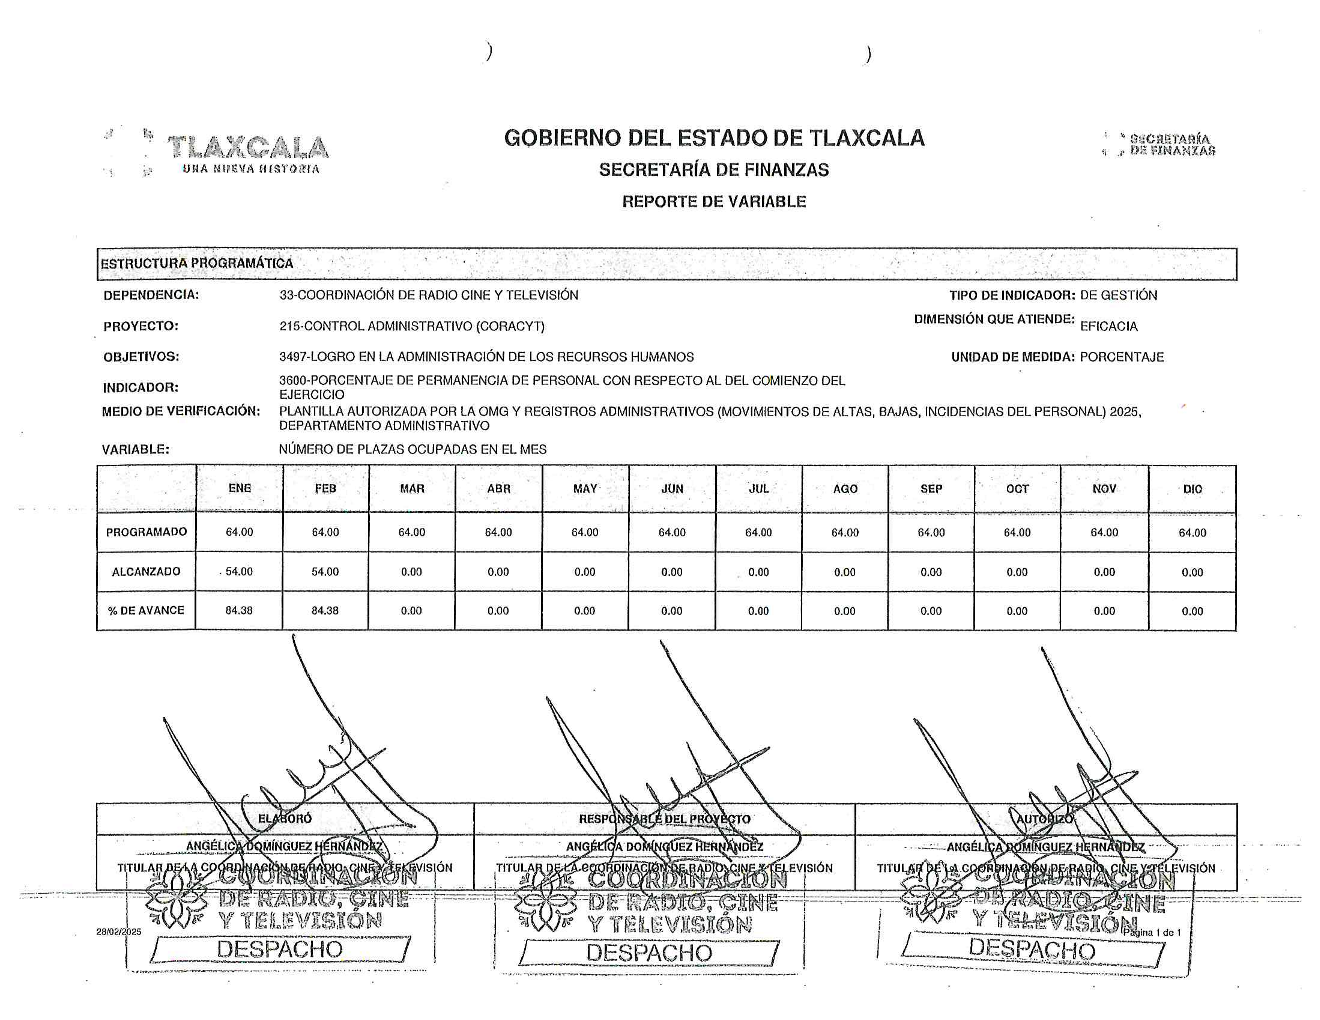 TLAXCALA
UNA NUEVA HISTORIA
GOBIERNO DEL ESTADO DE TLAXCALA
SECRETARÍA DE FINANZAS
REPORTE DE VARIABLE
SECRETARÍA
DE FINANZAS
ESTRUCTURA PROGRAMÁTICA
DEPENDENCIA: 33-COORDINACIÓN DE RADIO CINE Y TELEVISIÓN TIPO DE INDICADOR: DE GESTIÓN
PROYECTO: 215-CONTROL ADMINISTRATIVO (CORACYT) DIMENSIÓN QUE ATIENDE: EFICACIA
OBJETIVOS: 3497-LOGRO EN LA ADMINISTRACIÓN DE LOS RECURSOS HUMANOS UNIDAD DE MEDIDA: PORCENTAJE
INDICADOR: 3600-PORCENTAJE DE PERMANENCIA DE PERSONAL CON RESPECTO AL DEL COMIENZO DEL
EJERCICIO
MEDIO DE VERIFICACIÓN: PLANTILLA AUTORIZADA POR LA OMG Y REGISTROS ADMINISTRATIVOS (MOVIMIENTOS DE ALTAS, BAJAS, INCIDENCIAS DEL PERSONAL) 2025,
DEPARTAMENTO ADMINISTRATIVO
VARIABLE: NÚMERO DE PLAZAS OCUPADAS EN EL MES
ENE FEB MAR ABR MAY JUN JUL AGO SEP OCT NOV DIC
PROGRAMADO 64.00 64.00 64.00 64.00 64.00 64.00 64.00 64.00 64.00 64.00 64.00 64.00
ALCANZADO 54.00 54.00 0.00 0.00 0.00 0.00 0.00 0.00 0.00 0.00 0.00 0.00
% DE AVANCE 84.38 84.38 0.00 0.00 0.00 0.00 0.00 0.00 0.00 0.00 0.00 0.00
ELABORÓ RESPONSABLE DEL PROYECTO AUTORIZÓ
ANGÉLICA DOMÍNGUEZ HERNÁNDEZ ANGÉLICA DOMÍNGUEZ HERNÁNDEZ ANGÉLICA DOMÍNGUEZ HERNÁNDEZ
TITULAR DE LA COORDINACIÓN DE RADIO, CINE Y TELEVISIÓN TITULAR DE LA COORDINACIÓN DE RADIO, CINE Y TELEVISIÓN TITULAR DE LA COORDINACIÓN DE RADIO, CINE Y TELEVISIÓN
COORDINACIÓN COORDINACIÓN COORDINACIÓN
DE RADIO, CINE DE RADIO, CINE DE RADIO, CINE
Y TELEVISIÓN Y TELEVISIÓN Y TELEVISIÓN
28/02/2025 Página 1 de 1
DESPACHO DESPACHO DESPACHO